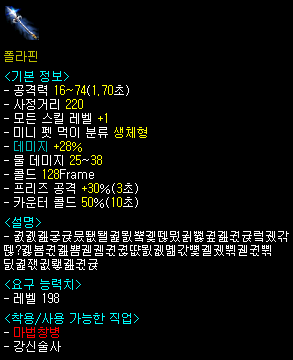 폴라핀
<기본 정보>
- 공격력 16~74(1.70초)
- 사정거리 220
- 모든 스킬 레벨 +1
- 미니 펫 먹이 분류 생체형
- 데미지 +28%
- 물 데미지 25~38
- 콜드 128Frame
- 프리즈 공격 +30%(3초)
- 카운터 콜드 50%(10초)
<설명>
<요구 능력치>
- 레벨 198
<착용/사용 가능한 직업>
- 마법창병
- 강신술사